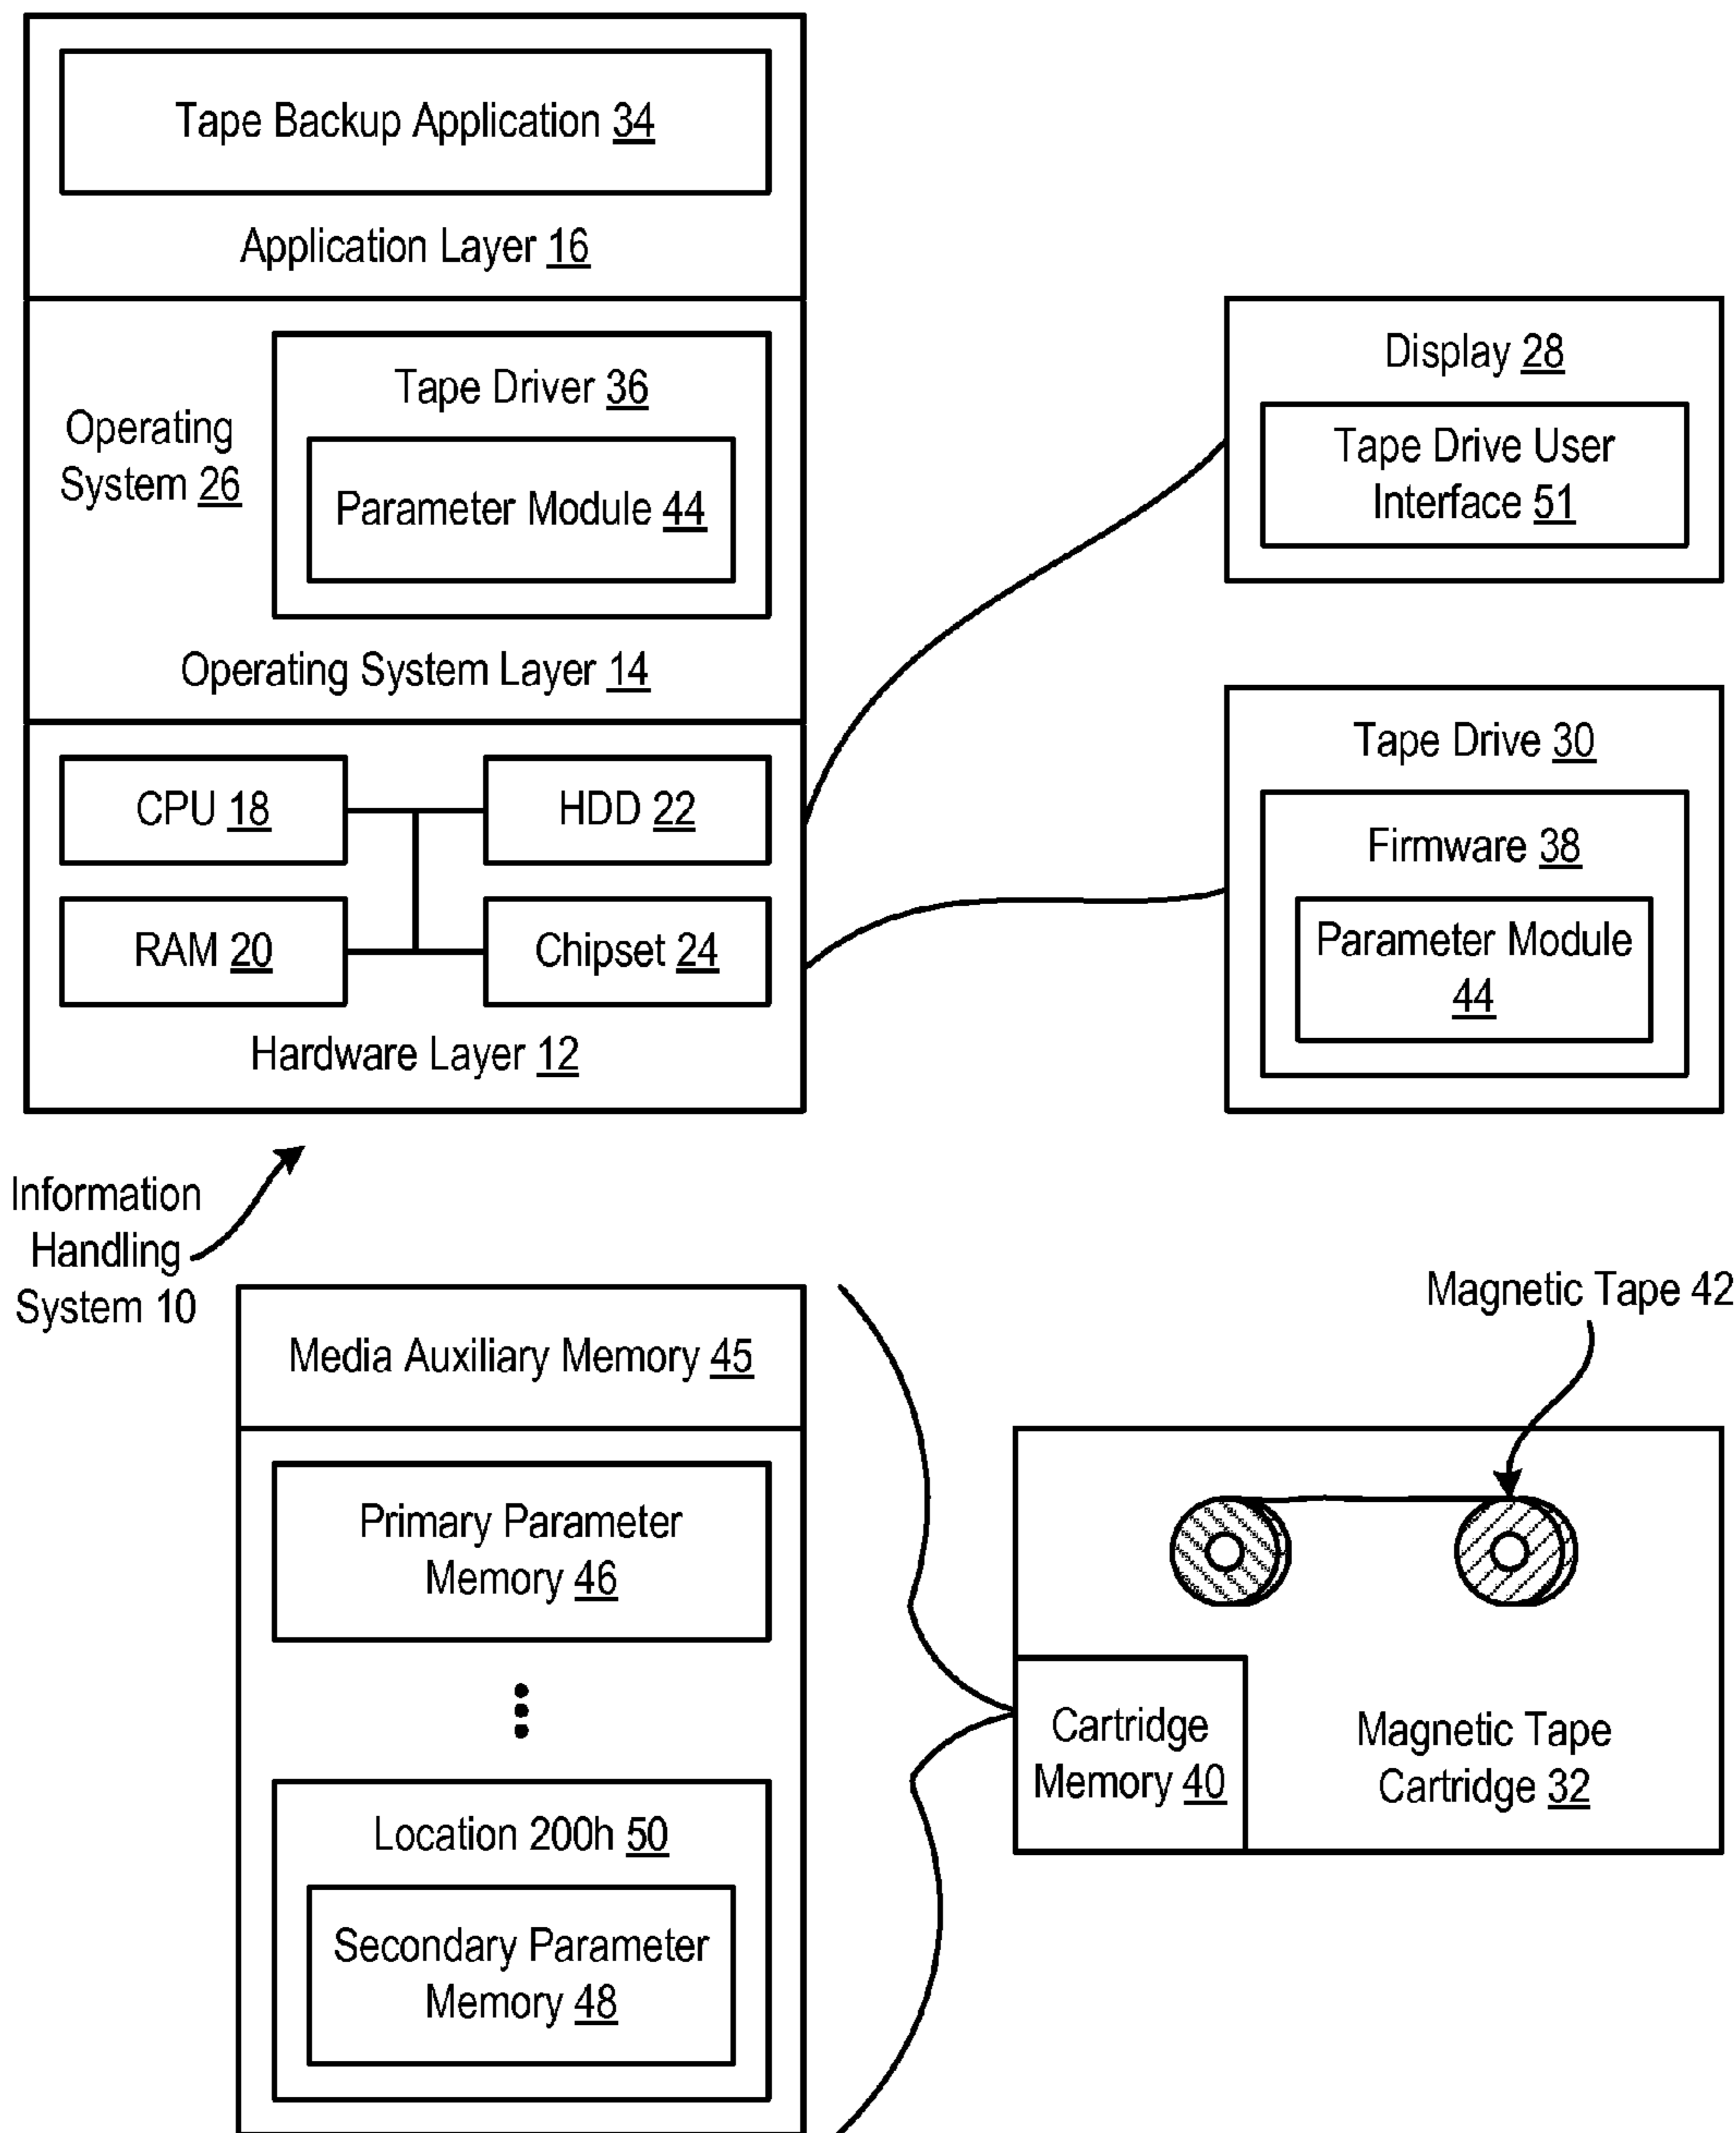 Tape Backup Application 34
Application Layer 16
Operating
System 26
Tape Driver 36
Parameter Module 44
Operating System Layer 14
CPU 18
HDD 22
RAM 20
Chipset 24
Hardware Layer 12
Display 28
Tape Drive User
Interface 51
Tape Drive 30
Firmware 38
Parameter Module
44
Information
Handling
System 10
Media Auxiliary Memory 45
Primary Parameter
Memory 46
Location 200h 50
Secondary Parameter
Memory 48
Magnetic Tape 42
Cartridge
Memory 40
Magnetic Tape
Cartridge 32